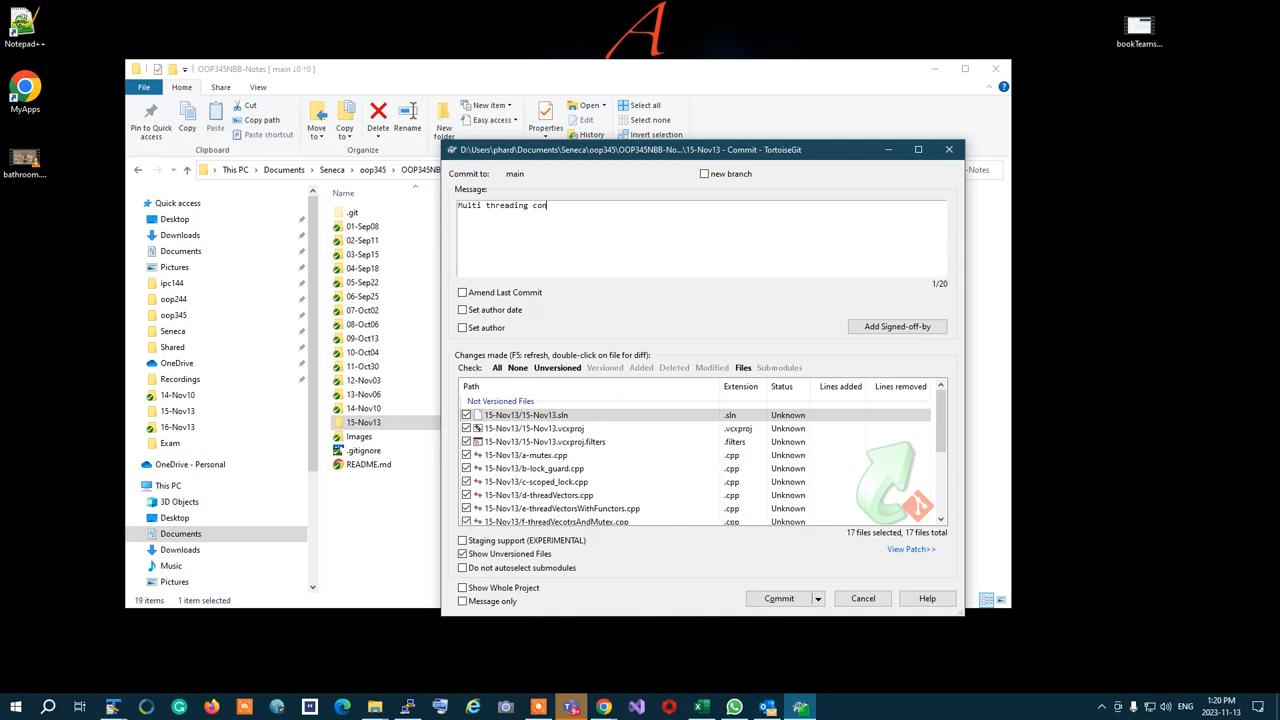 Notepad++
MyApps
bathroom....
bookTeams...
OOP345NBB-Notes [ main ↓0 ↑0 ]
File
Home
Share
View
Pin to Quick
access
Copy
Paste
Cut
Copy path
Paste shortcut
Clipboard
Move
to
Copy
to
Delete
Rename
New
folder
New item
Easy access
Properties
Open
Edit
History
Select all
Select none
Invert selection
This PC
Documents
Seneca
oop345
OOP345NB
-Notes
Quick access
Desktop
Downloads
Documents
Pictures
ipc144
oop244
oop345
Seneca
Shared
OneDrive
Recordings
14-Nov10
15-Nov13
16-Nov13
Exam
OneDrive - Personal
This PC
3D Objects
Desktop
Documents
Downloads
Music
Pictures
Name
.git
01-Sep08
02-Sep11
03-Sep15
04-Sep18
05-Sep22
06-Sep25
07-Oct02
08-Oct06
09-Oct13
10-Oct04
11-Oct30
12-Nov03
13-Nov06
14-Nov10
15-Nov13
Images
.gitignore
README.md
19 items
1 item selected
D:\Users\phard\Documents\Seneca\oop345\OOP345NBB-No...\15-Nov13 - Commit - TortoiseGit
Commit to: main
new branch
Message:
Multi threading con
1/20
Amend Last Commit
Set author date
Set author
Add Signed-off-by
Changes made (F5: refresh, double-click on file for diff):
Check: All None Unversioned Versioned Added Deleted Modified Files Submodules
Path Extension Status Lines added Lines removed
Not Versioned Files
15-Nov13/15-Nov13.sln .sln Unknown
15-Nov13/15-Nov13.vcxproj .vcxproj Unknown
15-Nov13/15-Nov13.vcxproj.filters .filters Unknown
15-Nov13/a-mutex.cpp .cpp Unknown
15-Nov13/b-lock_guard.cpp .cpp Unknown
15-Nov13/c-scoped_lock.cpp .cpp Unknown
15-Nov13/d-threadVectors.cpp .cpp Unknown
15-Nov13/e-threadVectorsWithFunctors.cpp .cpp Unknown
15-Nov13/f-threadVecotrsAndMutex.cpp .cpp Unknown
17 files selected, 17 files total
View Patch>>
Staging support (EXPERIMENTAL)
Show Unversioned Files
Do not autoselect submodules
Show Whole Project
Message only
Commit
Cancel
Help
ENG
1:20 PM
2023-11-13